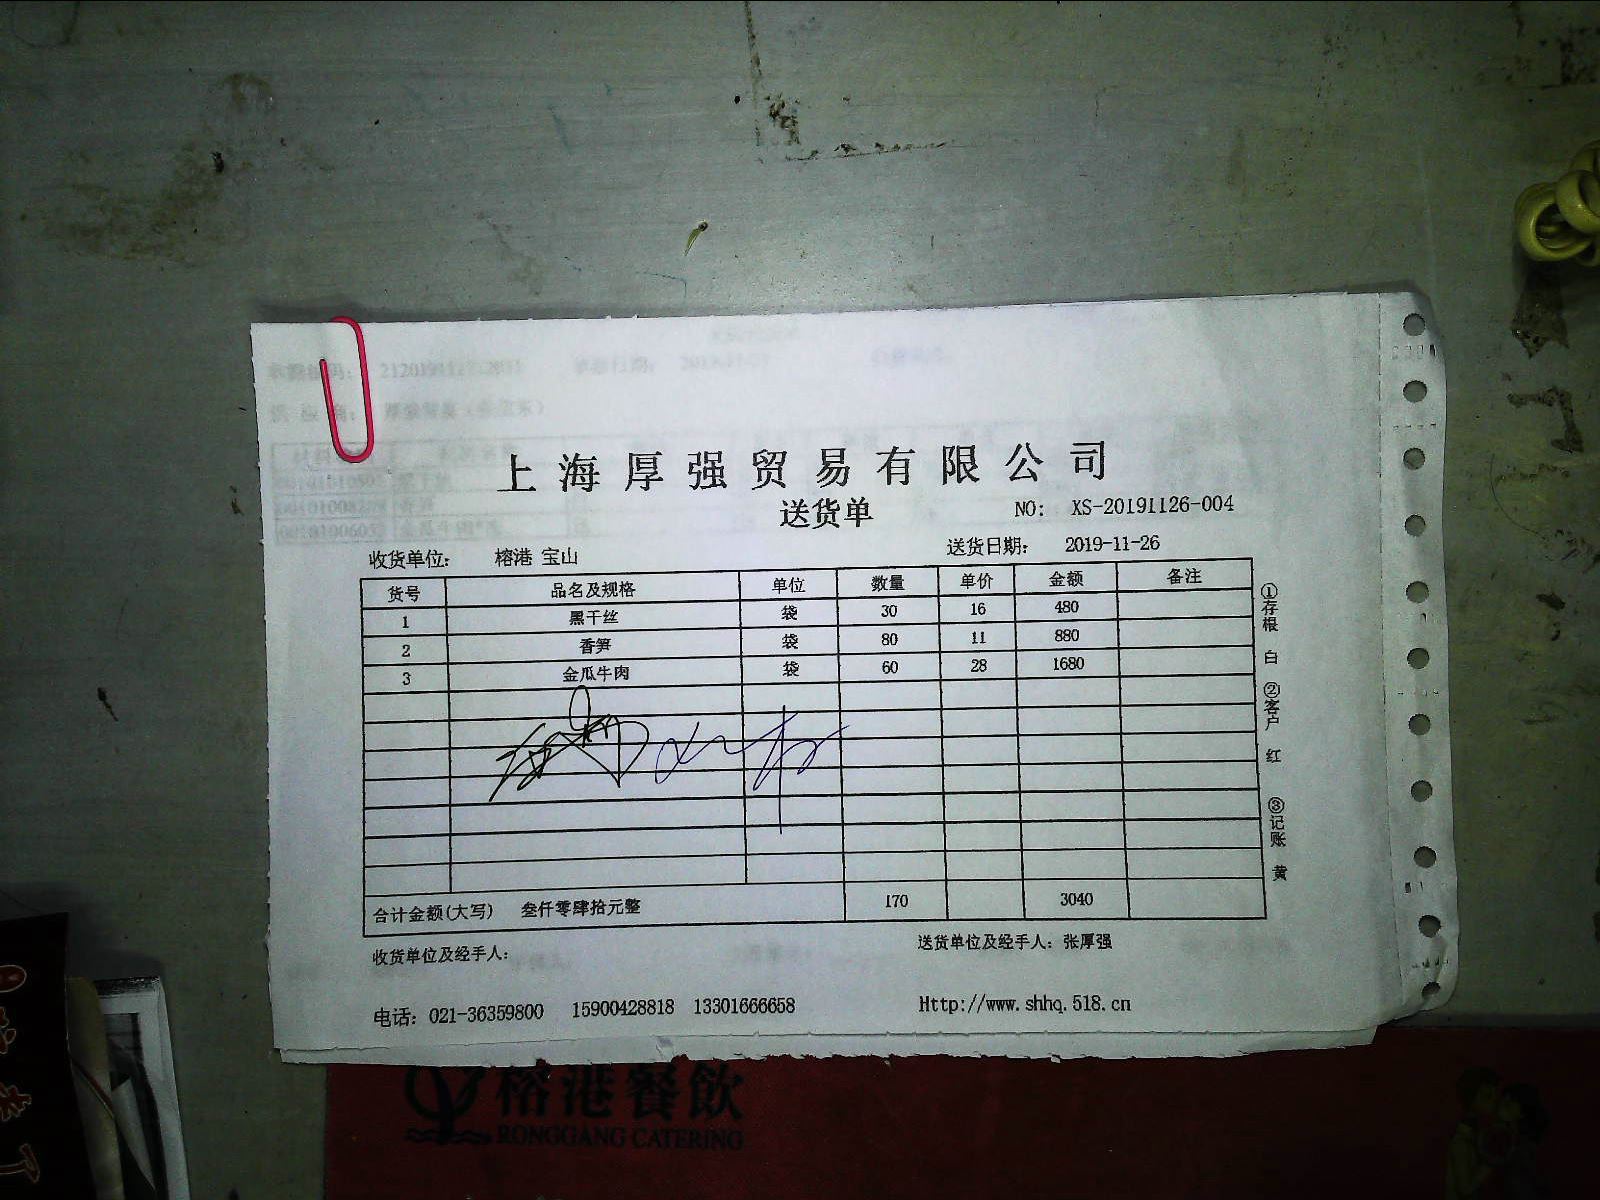 上海厚强贸易有限公司
送货单 NO: XS-20191126-004
收货单位: 榕港 宝山 送货日期: 2019-11-26
货号 品名及规格 单位 数量 单价 金额 备注
1 黑干丝 袋 30 16 480
2 香笋 袋 80 11 880
3 金瓜牛肉 袋 60 28 1680
合计金额(大写) 叁仟零肆拾元整 170 3040
收货单位及经手人: 送货单位及经手人: 张厚强
电话: 021-36359800 15900428818 13301666658 Http://www.shhq.518.cn
①存根 白 ②客户 红 ③记账 黄
榕港餐飲
RONGGANG CATERING